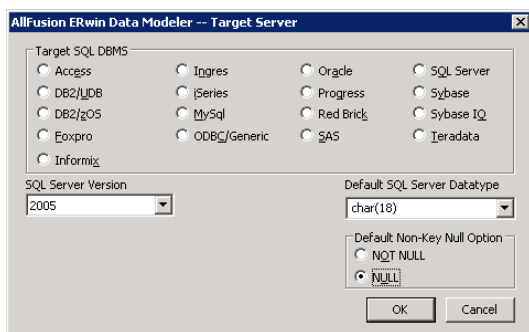 AllFusion ERwin Data Modeler -- Target Server
Target SQL DBMS
Access Ingres Oracle SQL Server
DB2/UDB iSeries Progress Sybase
DB2/zOS MySql Red Brick Sybase IQ
Foxpro ODBC/Generic SAS Teradata
Informix
SQL Server Version Default SQL Server Datatype
2005 char(18)
Default Non-Key Null Option
NOT NULL
NULL
OK Cancel